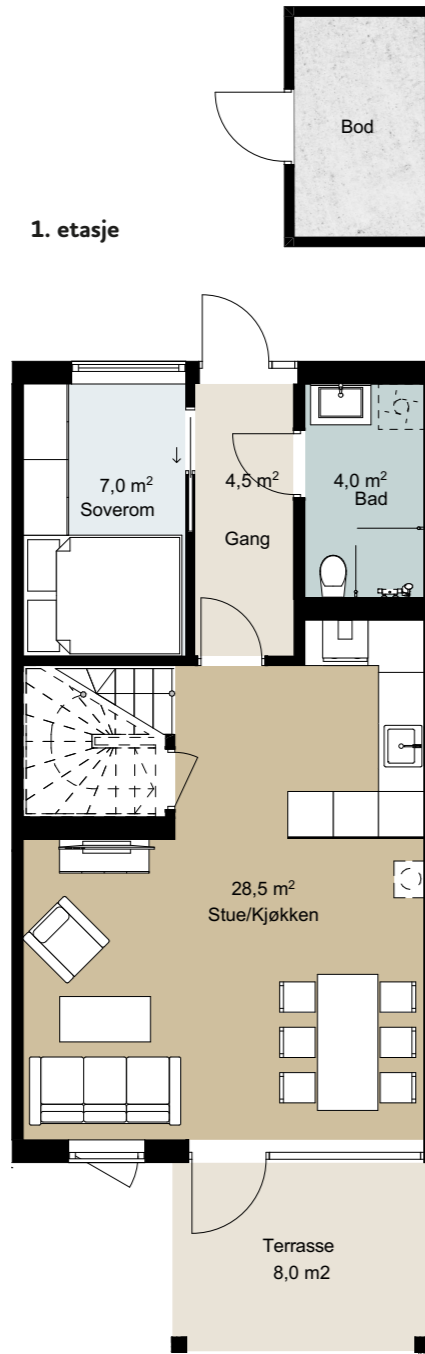 Bod
1. etasje
7,0 m²
Soverom
4,5 m²
Gang
4,0 m²
Bad
28,5 m²
Stue/Kjøkken
Terrasse
8,0 m2